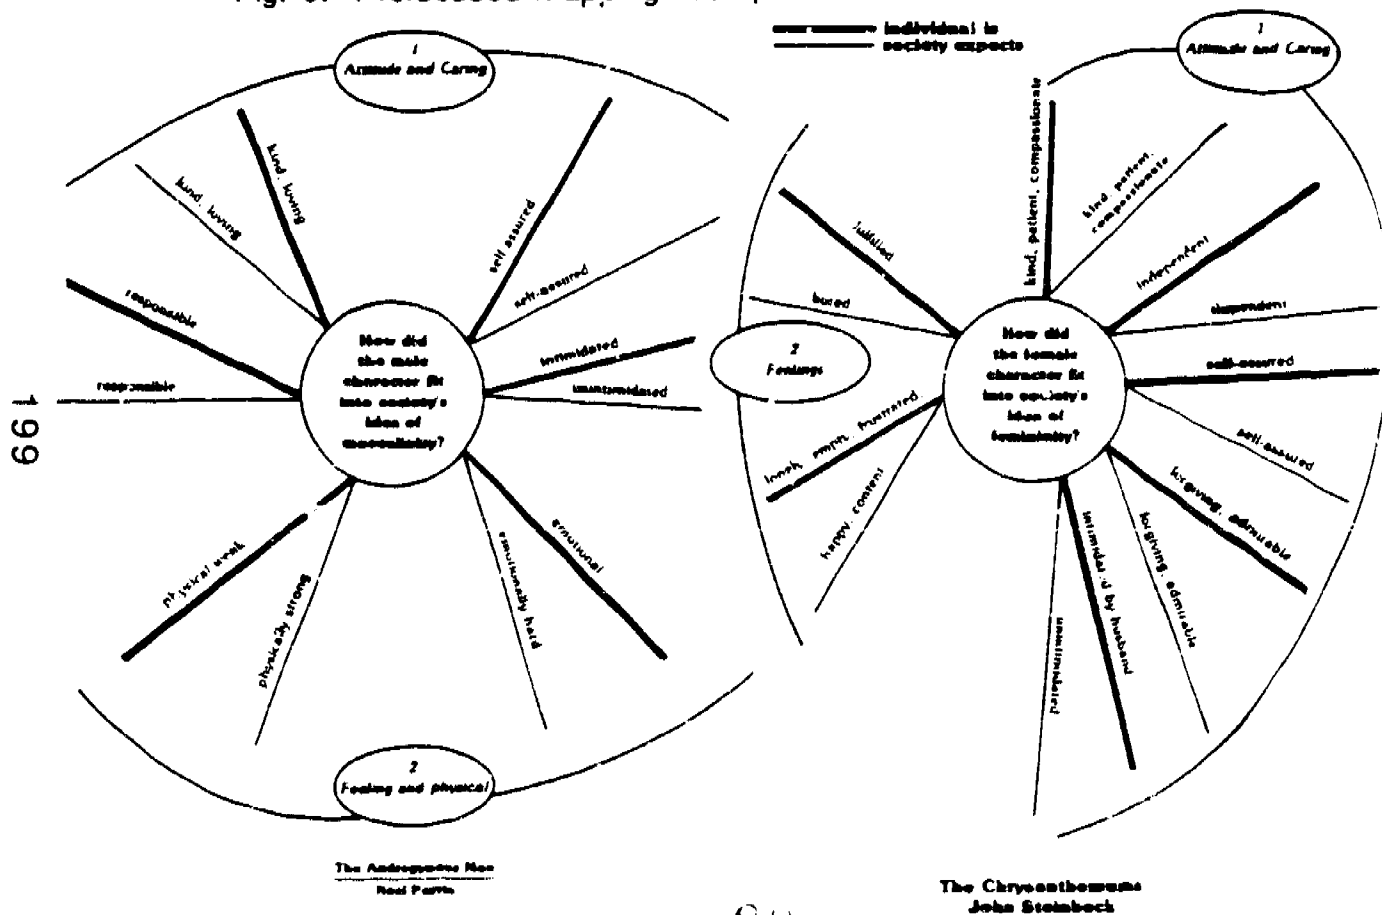 individual is
society expects
1
Attitude and Caring
kind, loving
kind, loving
responsible
responsible
self assured
self-assured
intimidated
unintimidated
How did
the male
character fit
into society's
idea of
masculinity?
physical weak
physically strong
emotionally hard
emotional
2
Feeling and physical
The Androgynous Man
Noel Perrin
66
1
Attitude and Caring
kind, patient, compassionate
kind, patient,
compassionate
independent
dependent
self-assured
self-assured
forgiving, admirable
forgiving, admirable
intimidated by husband
unintimidated
fulfilled
bored
2
Feelings
lonely, empty, frustrated
happy, content
How did
the female
character fit
into society's
idea of
femininity?
The Chrysanthemums
John Steinbeck